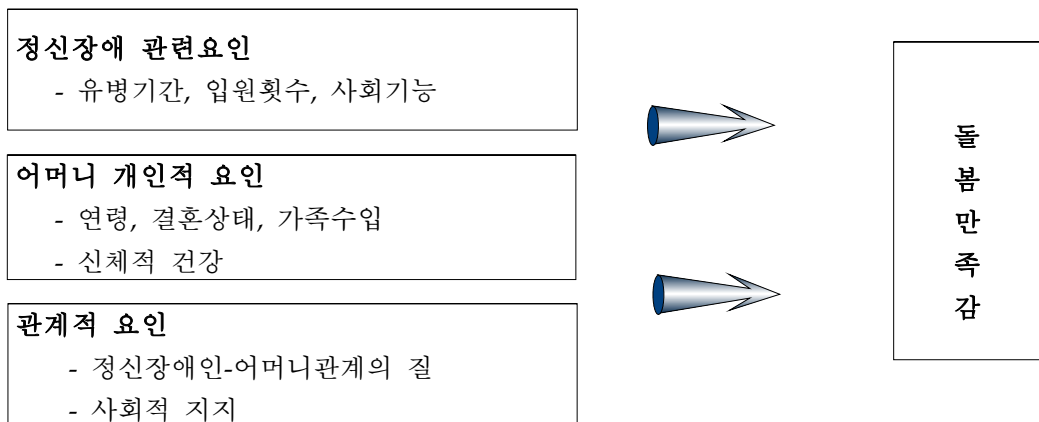 정신장애 관련요인
- 유병기간, 입원횟수, 사회기능
어머니 개인적 요인
- 연령, 결혼상태, 가족수입
- 신체적 건강
관계적 요인
- 정신장애인-어머니관계의 질
- 사회적 지지
돌
봄
만
족
감